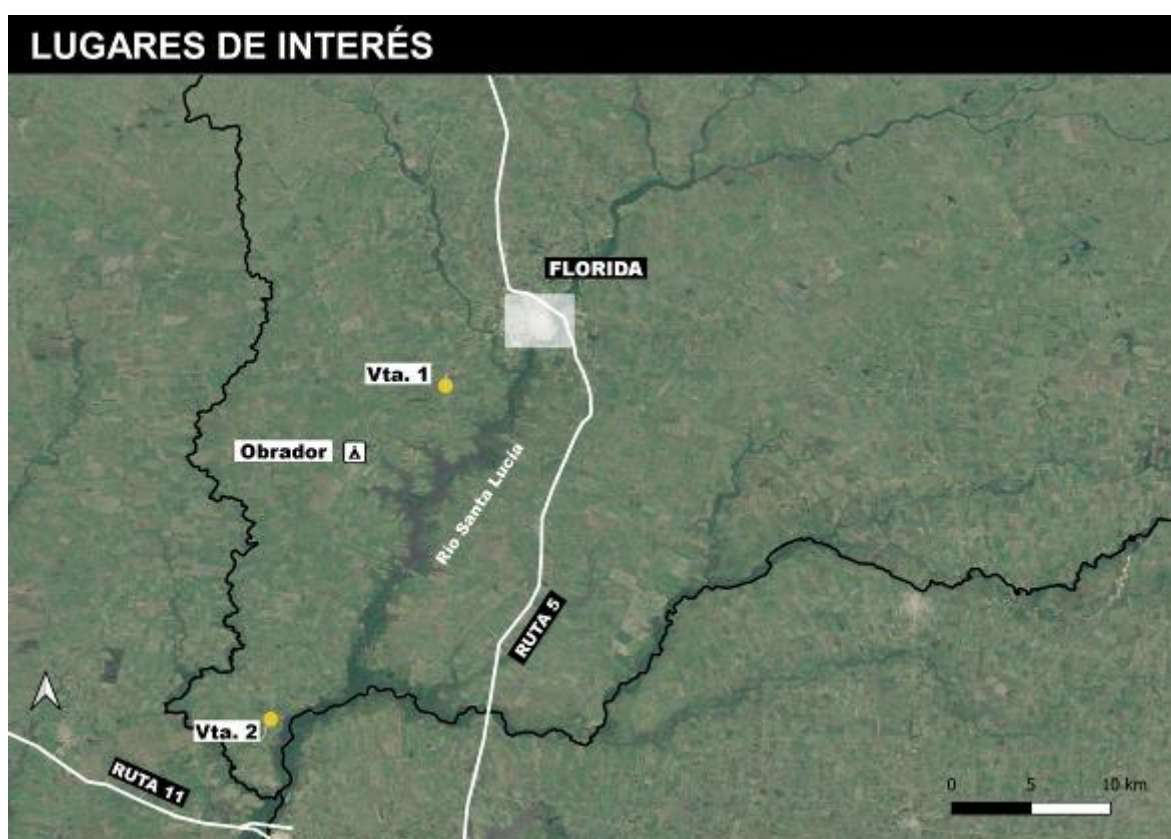 LUGARES DE INTERÉS
FLORIDA
Vta. 1
Obrador
Río Santa Lucía
RUTA 5
Vta. 2
RUTA 11
0 5 10 km